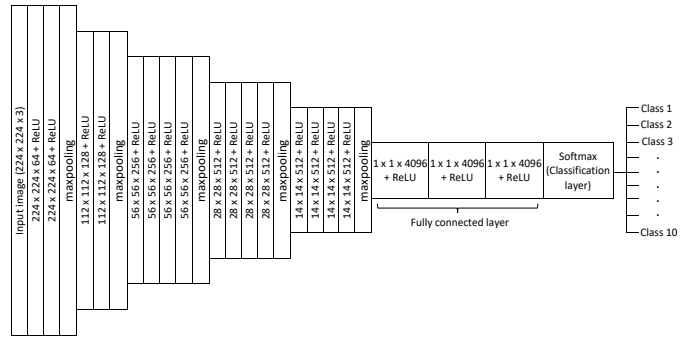 Input image (224 x 224 x 3)
224 x 224 x 64 + ReLU
224 x 224 x 64 + ReLU
maxpooling
112 x 112 x 128 + ReLU
112 x 112 x 128 + ReLU
maxpooling
56 x 56 x 256 + ReLU
56 x 56 x 256 + ReLU
56 x 56 x 256 + ReLU
56 x 56 x 256 + ReLU
maxpooling
28 x 28 x 512 + ReLU
28 x 28 x 512 + ReLU
28 x 28 x 512 + ReLU
28 x 28 x 512 + ReLU
maxpooling
14 x 14 x 512 + ReLU
14 x 14 x 512 + ReLU
14 x 14 x 512 + ReLU
14 x 14 x 512 + ReLU
maxpooling
1 x 1 x 4096
+ ReLU
1 x 1 x 4096
+ ReLU
1 x 1 x 4096
+ ReLU
Fully connected layer
Softmax
(Classification
layer)
Class 1
Class 2
Class 3
.
.
.
.
.
Class 10